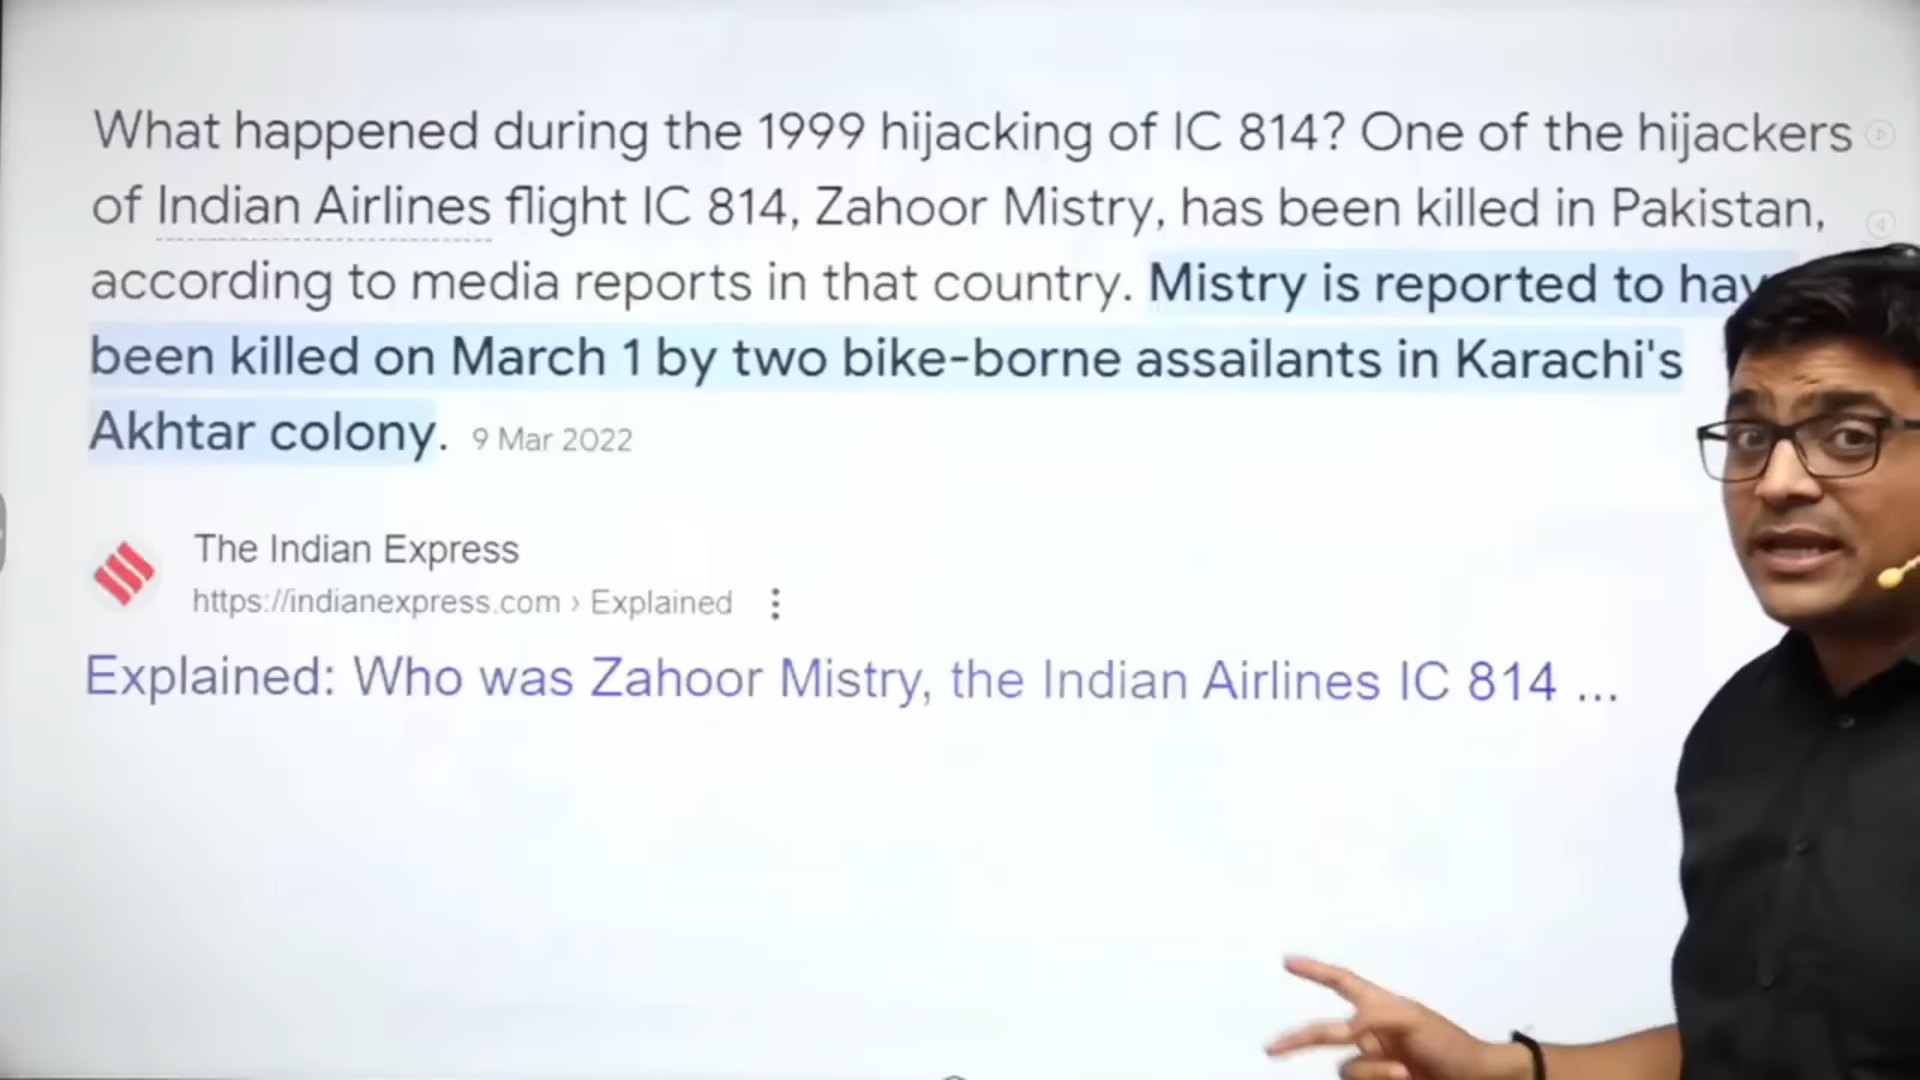 What happened during the 1999 hijacking of IC 814? One of the hijackers
of Indian Airlines flight IC 814, Zahoor Mistry, has been killed in Pakistan,
according to media reports in that country. Mistry is reported to hav
been killed on March 1 by two bike-borne assailants in Karachi's
Akhtar colony. 9 Mar 2022
The Indian Express
https://indianexpress.com › Explained
Explained: Who was Zahoor Mistry, the Indian Airlines IC 814 ...